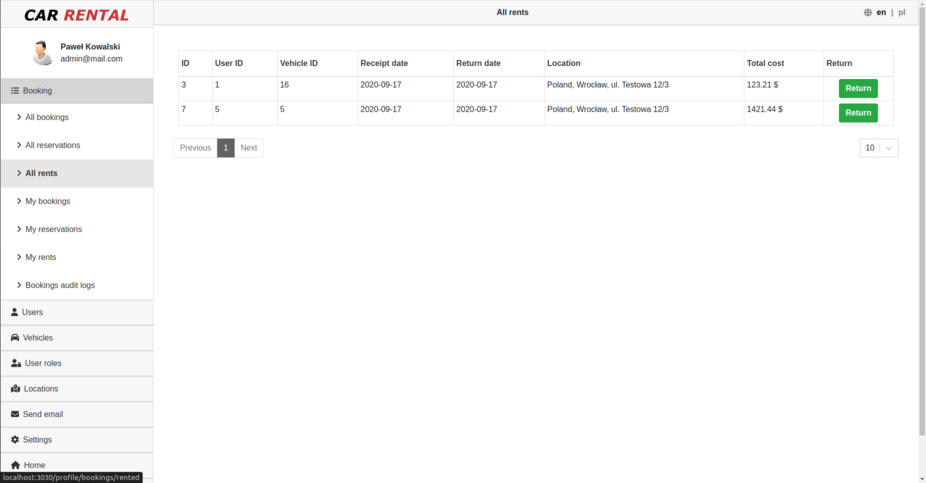 CAR RENTAL
All rents
en | pl
Paweł Kowalski
admin@mail.com
Booking
All bookings
All reservations
All rents
My bookings
My reservations
My rents
Bookings audit logs
Users
Vehicles
User roles
Locations
Send email
Settings
Home
localhost:3030/profile/bookings/rented
ID User ID Vehicle ID Receipt date Return date Location Total cost Return
3 1 16 2020-09-17 2020-09-17 Poland, Wrocław, ul. Testowa 12/3 123.21 $ Return
7 5 5 2020-09-17 2020-09-17 Poland, Wrocław, ul. Testowa 12/3 1421.44 $ Return
Previous 1 Next
10